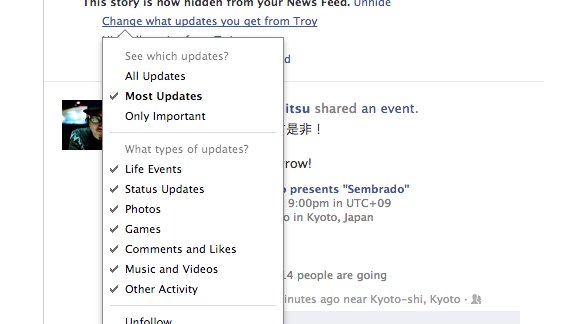 This story is now hidden from your News Feed. Unhide
Change what updates you get from Troy
See which updates?
All Updates
Most Updates
Only Important
What types of updates?
Life Events
Status Updates
Photos
Games
Comments and Likes
Music and Videos
Other Activity
Unfollow
itsu shared an event.
是非！
rrow!
presents "Sembrado"
9:00pm in UTC+09
o in Kyoto, Japan
14 people are going
inutes ago near Kyoto-shi, Kyoto ·